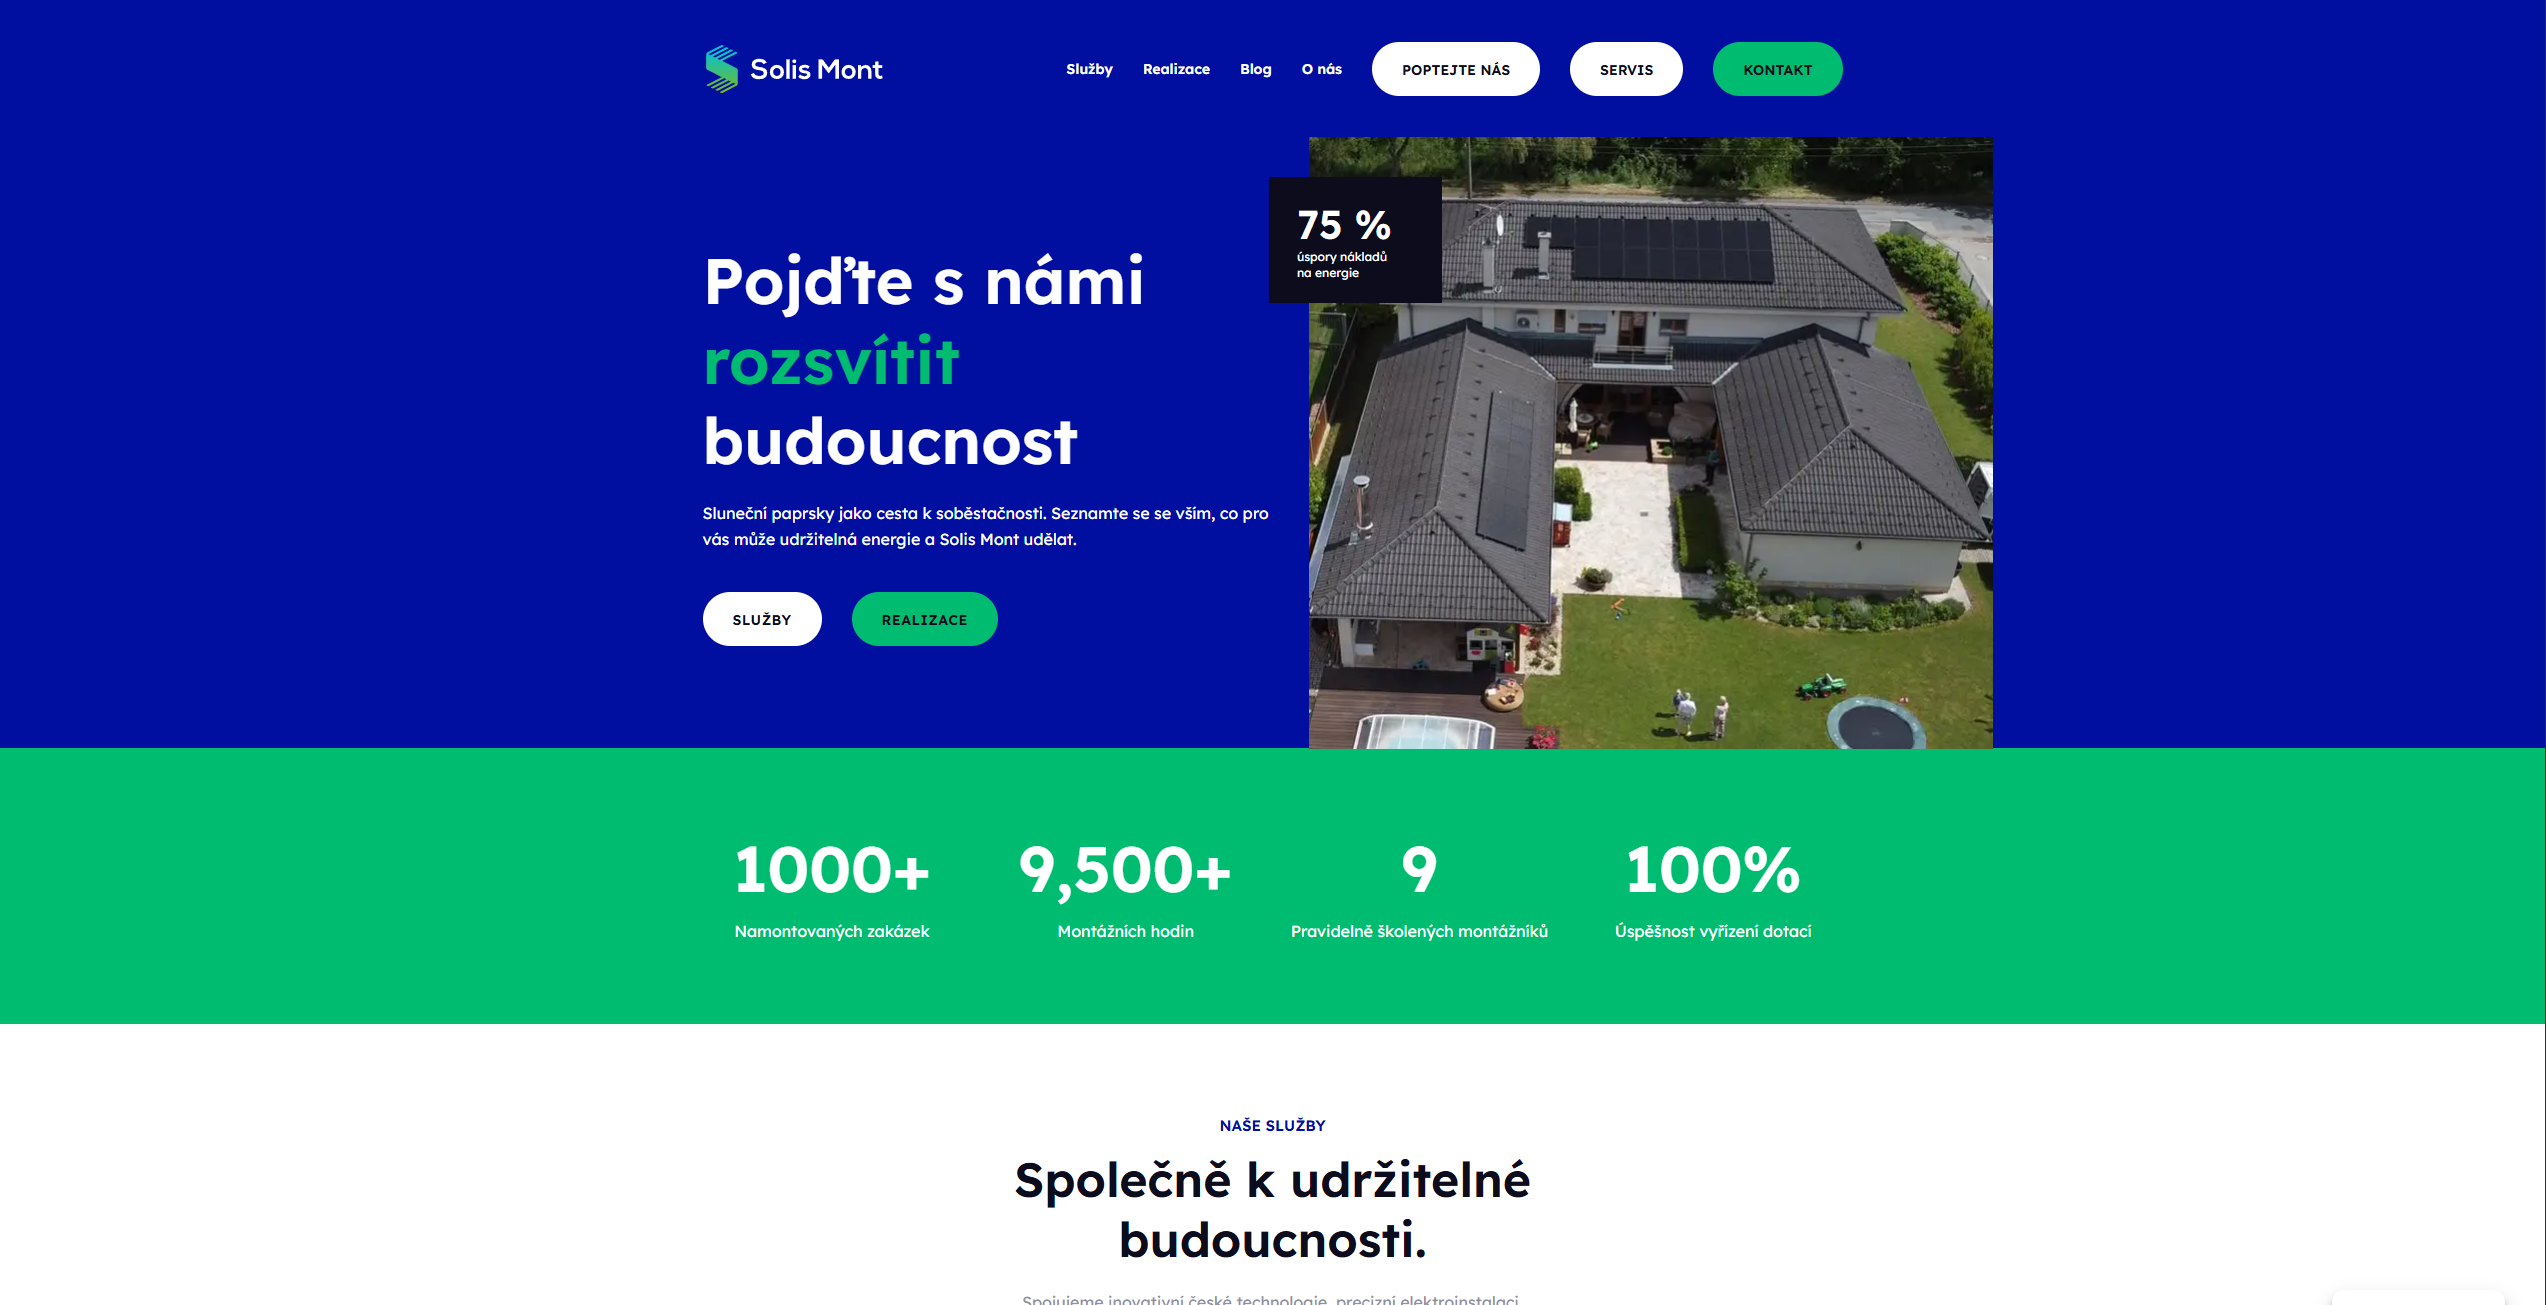 Solis Mont
Služby
Realizace
Blog
O nás
POPTEJTE NÁS
SERVIS
KONTAKT
75 %
úspory nákladů
na energie
Pojďte s námi
rozsvítit
budoucnost
Sluneční paprsky jako cesta k soběstačnosti. Seznamte se se vším, co pro
vás může udržitelná energie a Solis Mont udělat.
SLUŽBY
REALIZACE
1000+
Namontovaných zakázek
9,500+
Montážních hodin
9
Pravidelně školených montážníků
100%
Úspěšnost vyřízení dotací
NAŠE SLUŽBY
Společně k udržitelné
budoucnosti.
Spojujeme inovativní české technologie, precizní elektroinstalaci